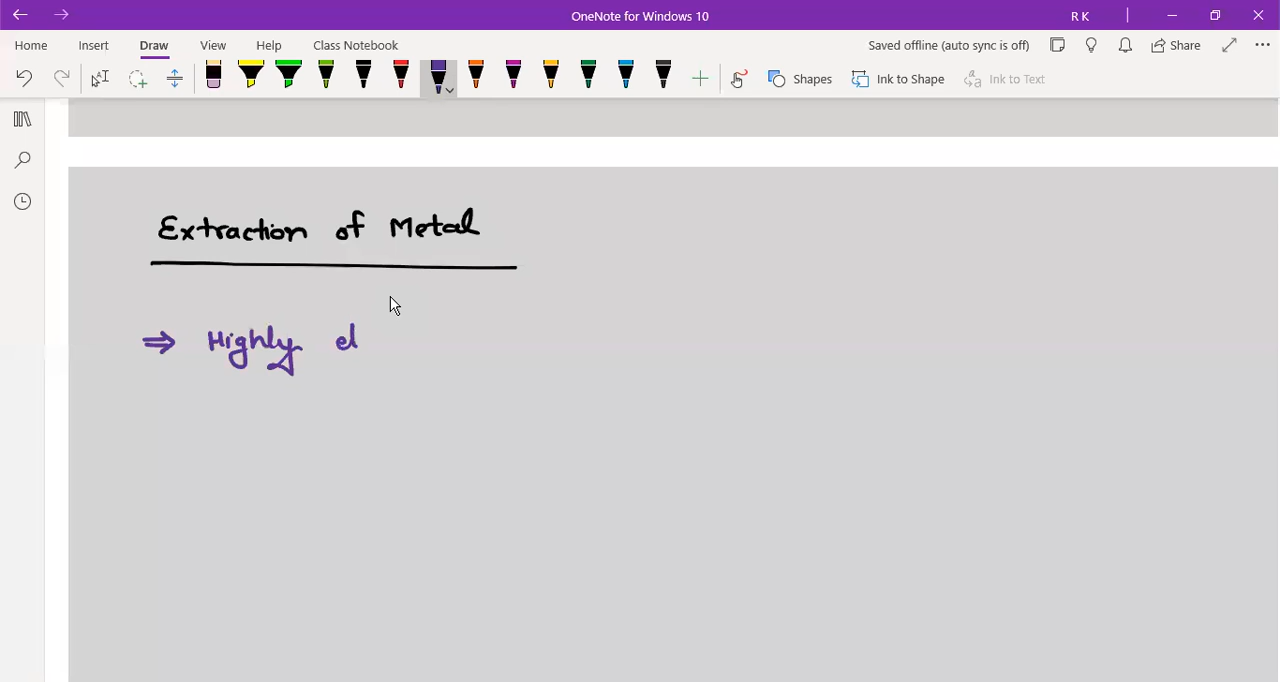 OneNote for Windows 10
R K
Home Insert Draw View Help Class Notebook
Saved offline (auto sync is off) Share
Shapes Ink to Shape Ink to Text
Extraction of Metal
⇒ Highly el